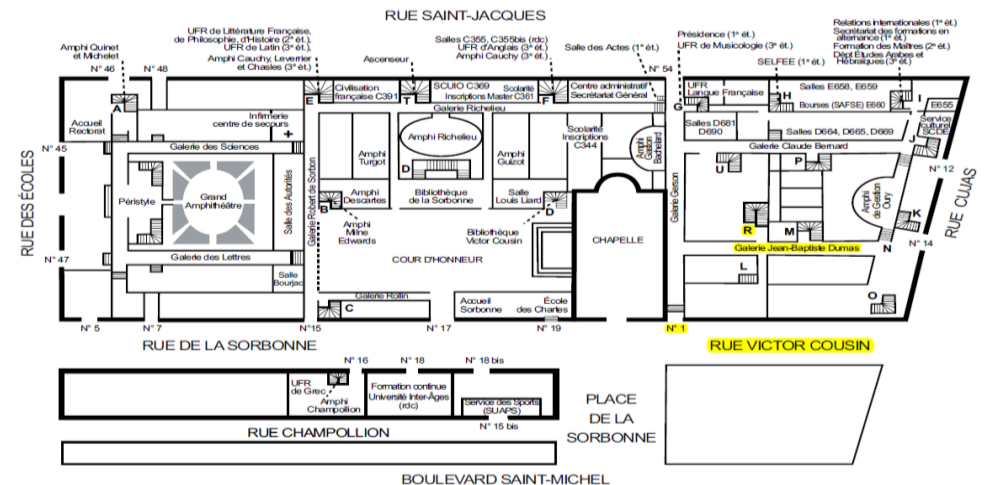 RUE SAINT-JACQUES
Amphi Quinet
et Michelet
N° 46
N° 48
UFR de Littérature Française,
de Philosophie, d'Histoire (2e ét.),
UFR de Latin (3e ét.),
Amphi Cauchy, Leverrier
et Chasles (3e ét.)
Ascenseur
Salles C355, C355bis (rdc)
UFR d'Anglais (3e ét.)
Amphi Cauchy (3e ét.)
Salle des Actes (1e ét.)
N° 54
Présidence (1e ét.)
UFR de Musicologie (3e ét.)
SELFEE (1e ét.)
Relations internationales (1e ét.)
Secrétariat des formations en
alternance (1e ét.)
Formation des Maîtres (2e ét.)
Dépt Études Arabes et
Hébraïques (3e ét.)
A
E
Civilisation
française C391
T
SCUIO C369
Scolarité
Inscriptions Master C361
F
Centre administratif
Secrétariat Général
G
UFR
Langue Française
H
Salles E658, E659
Bourses (SAFSE) E660
I
E655
Service
culturel
SCDE
Galerie Richelieu
Accueil
Rectorat
Infirmerie
centre de secours
Amphi
Turgot
Amphi Richelieu
D
Amphi
Guizot
Scolarité
Inscriptions
C344
Amphi
Gaston
Bachelard
Salles D681
D690
Salles D664, D665, D669
J
N° 45
Galerie des Sciences
Galerie Claude Bernard
N° 12
RUE DES ÉCOLES
Péristyle
Grand
Amphithéâtre
Salle des Autorités
Galerie Robert de Sorbon
Amphi
Descartes
B
Amphi
Milne
Edwards
Bibliothèque
de la Sorbonne
Salle
Louis Liard
D
Bibliothèque
Victor Cousin
CHAPELLE
Galerie Gerson
U
P
R
M
Amphi
de Gestion
Oury
K
RUE CUJAS
N° 14
N
Galerie Jean-Baptiste Dumas
N° 47
Galerie des Lettres
Salle
Bourjac
COUR D'HONNEUR
L
O
Galerie Rollin
C
Accueil
Sorbonne
École
des Chartes
N° 5
N° 7
N°15
N° 17
N° 19
N° 1
RUE DE LA SORBONNE
RUE VICTOR COUSIN
N° 16
N° 18
N° 18 bis
UFR
de Grec
Amphi
Champollion
Formation continue
Université Inter-Âges
(rdc)
Service des Sports
(SUAPS)
N° 15 bis
RUE CHAMPOLLION
PLACE
DE LA
SORBONNE
BOULEVARD SAINT-MICHEL